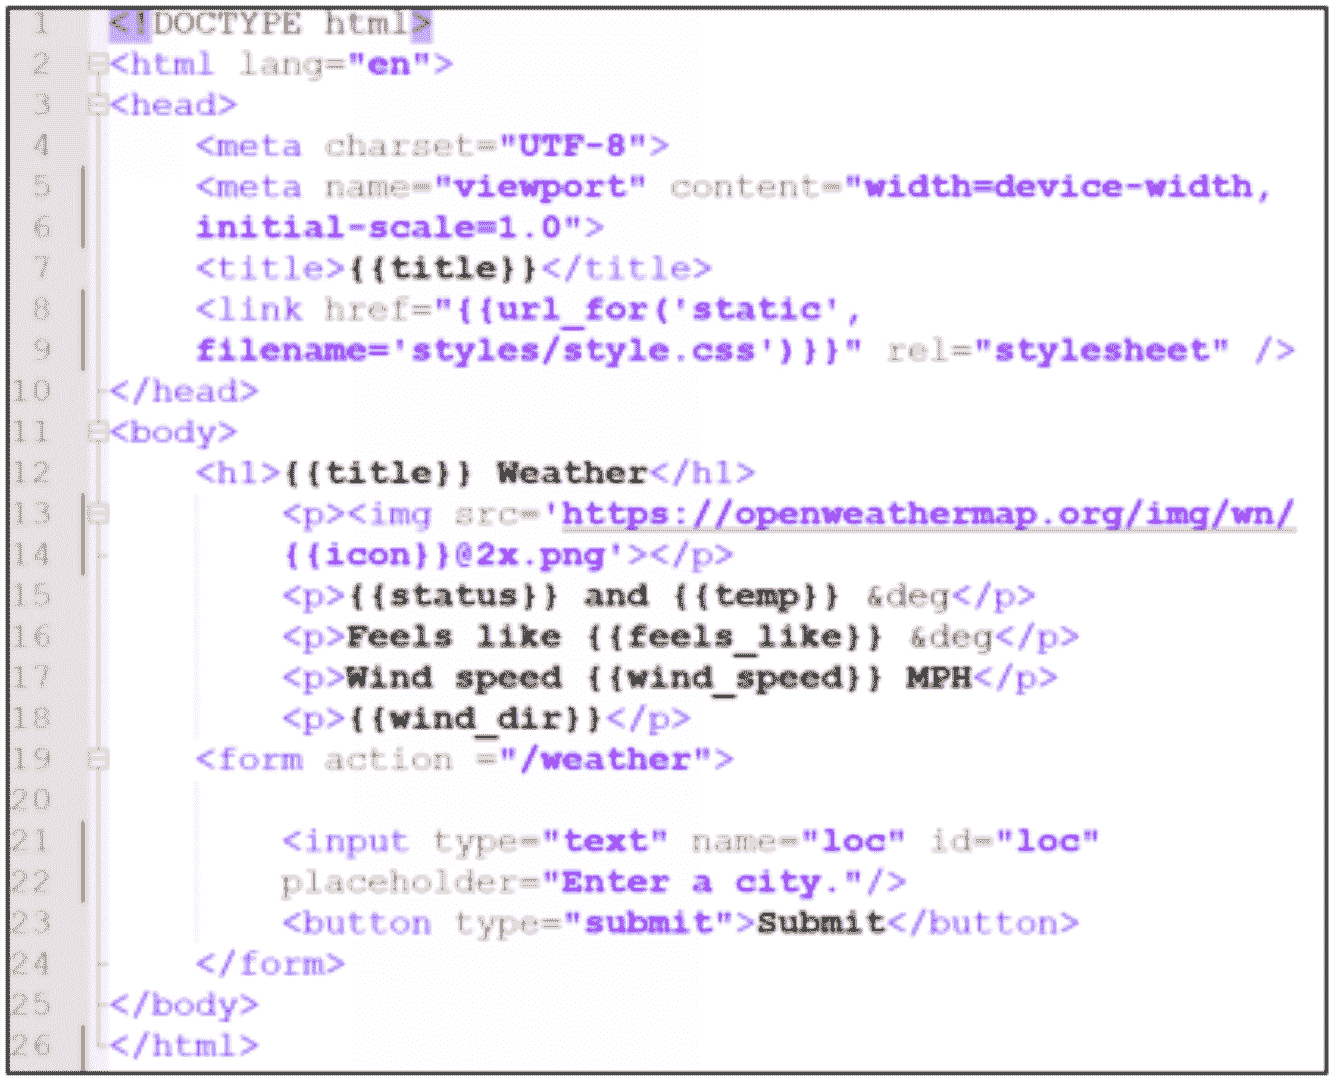 1 <!DOCTYPE html>
2 <html lang="en">
3 <head>
4 <meta charset="UTF-8">
5 <meta name="viewport" content="width=device-width,
6 initial-scale=1.0">
7 <title>{{title}}</title>
8 <link href="{{url_for('static',
9 filename='styles/style.css')}}" rel="stylesheet" />
10 </head>
11 <body>
12 <h1>{{title}} Weather</h1>
13 <p><img src='https://openweathermap.org/img/wn/
14 {{icon}}@2x.png'></p>
15 <p>{{status}} and {{temp}} &deg</p>
16 <p>Feels like {{feels_like}} &deg</p>
17 <p>Wind speed {{wind_speed}} MPH</p>
18 <p>{{wind_dir}}</p>
19 <form action ="/weather">
20
21 <input type="text" name="loc" id="loc"
22 placeholder="Enter a city."/>
23 <button type="submit">Submit</button>
24 </form>
25 </body>
26 </html>